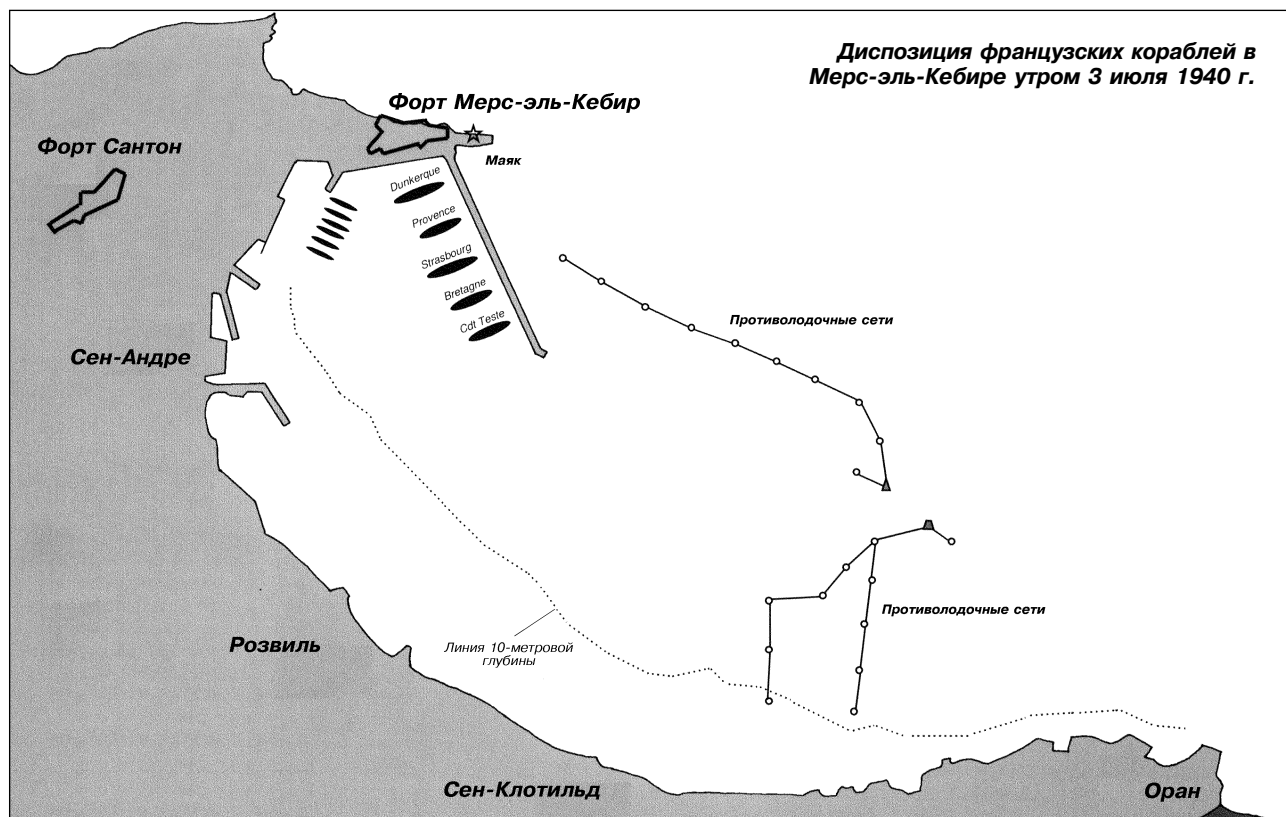 Диспозиция французских кораблей в
Мерс-эль-Кебире утром 3 июля 1940 г.
Форт Мерс-эль-Кебир
Форт Сантон
Маяк
Dunkerque
Provence
Strasbourg
Bretagne
Cdt Teste
Противолодочные сети
Сен-Андре
Противолодочные сети
Розвиль
Линия 10-метровой
глубины
Сен-Клотильд
Оран